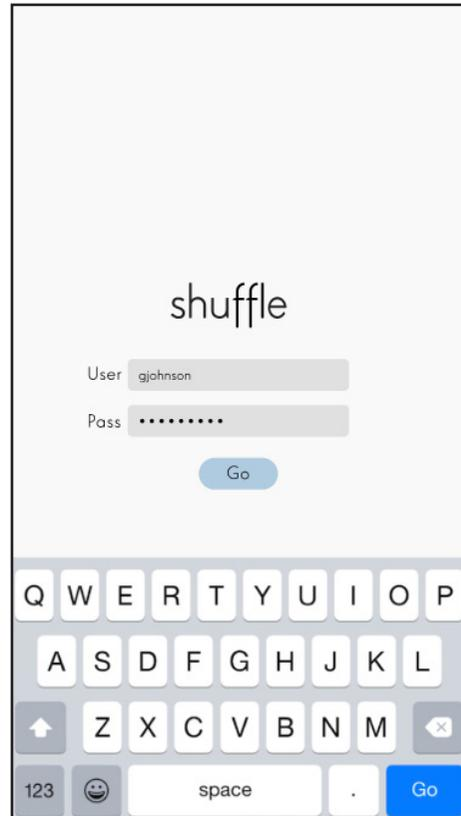 shuffle
User gjohnson
Pass •••••••••
Go
Q W E R T Y U I O P
A S D F G H J K L
Z X C V B N M
123 space . Go